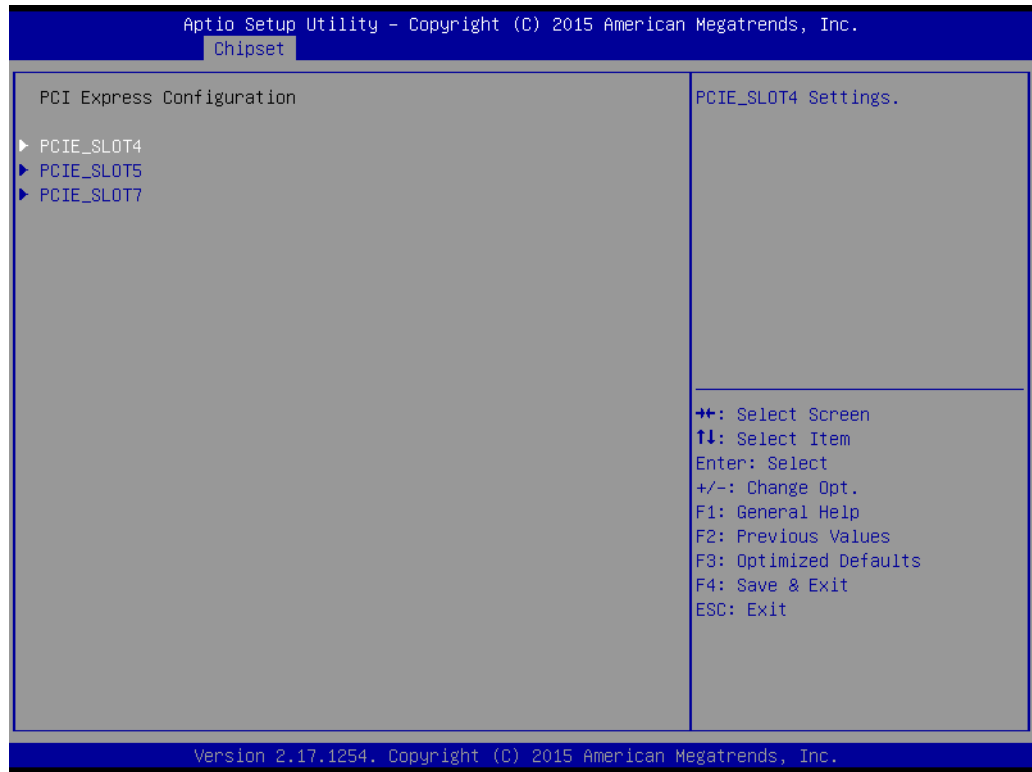 Aptio Setup Utility – Copyright (C) 2015 American Megatrends, Inc.
Chipset
PCI Express Configuration
▶ PCIE_SLOT4
▶ PCIE_SLOT5
▶ PCIE_SLOT7
PCIE_SLOT4 Settings.
→←: Select Screen
↑↓: Select Item
Enter: Select
+/-: Change Opt.
F1: General Help
F2: Previous Values
F3: Optimized Defaults
F4: Save & Exit
ESC: Exit
Version 2.17.1254. Copyright (C) 2015 American Megatrends, Inc.